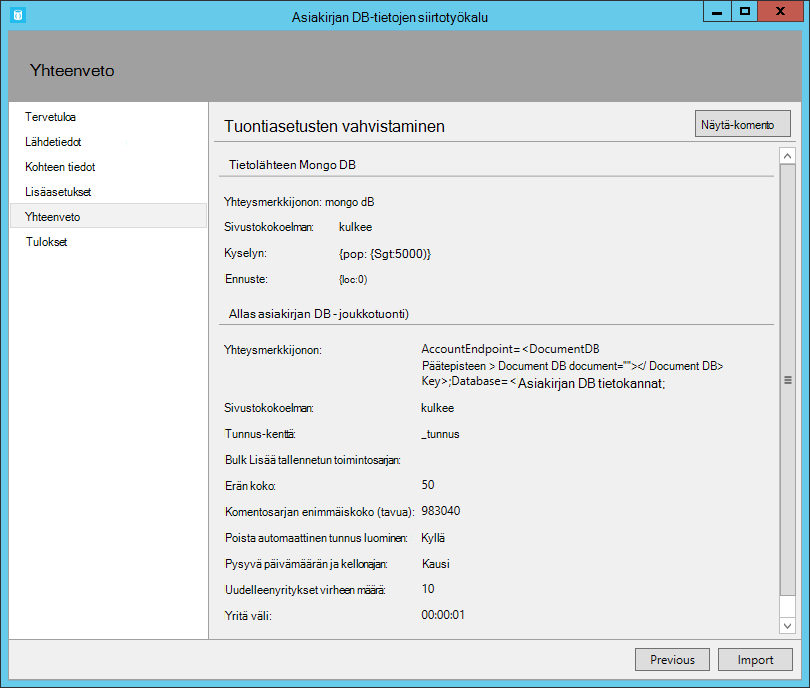 Asiakirjan DB-tietojen siirtotyökalu
Yhteenveto
Tervetuloa
Lähdetiedot
Kohteen tiedot
Lisäasetukset
Yhteenveto
Tulokset
Tuontiasetusten vahvistaminen
Näytä-komento
Tietolähteen Mongo DB
Yhteysmerkkijonon: mongo dB
Sivustokokoelman: kulkee
Kyselyn: {pop: {Sgt:5000)}
Ennuste: {loc:0)
Allas asiakirjan DB - joukkotuonti)
Yhteysmerkkijonon: AccountEndpoint= <DocumentDB
Päätepisteen > Document DB document=""></ Document DB>
Key>;Database= < Asiakirjan DB tietokannat;
Sivustokokoelman: kulkee
Tunnus-kenttä: _tunnus
Bulk Lisää tallennetun toimintosarjan:
Erän koko: 50
Komentosarjan enimmäiskoko (tavua): 983040
Poista automaattinen tunnus luominen: Kyllä
Pysyvä päivämäärän ja kellonajan: Kausi
Uudelleenyritykset virheen määrä: 10
Yritä väli: 00:00:01
Previous
Import